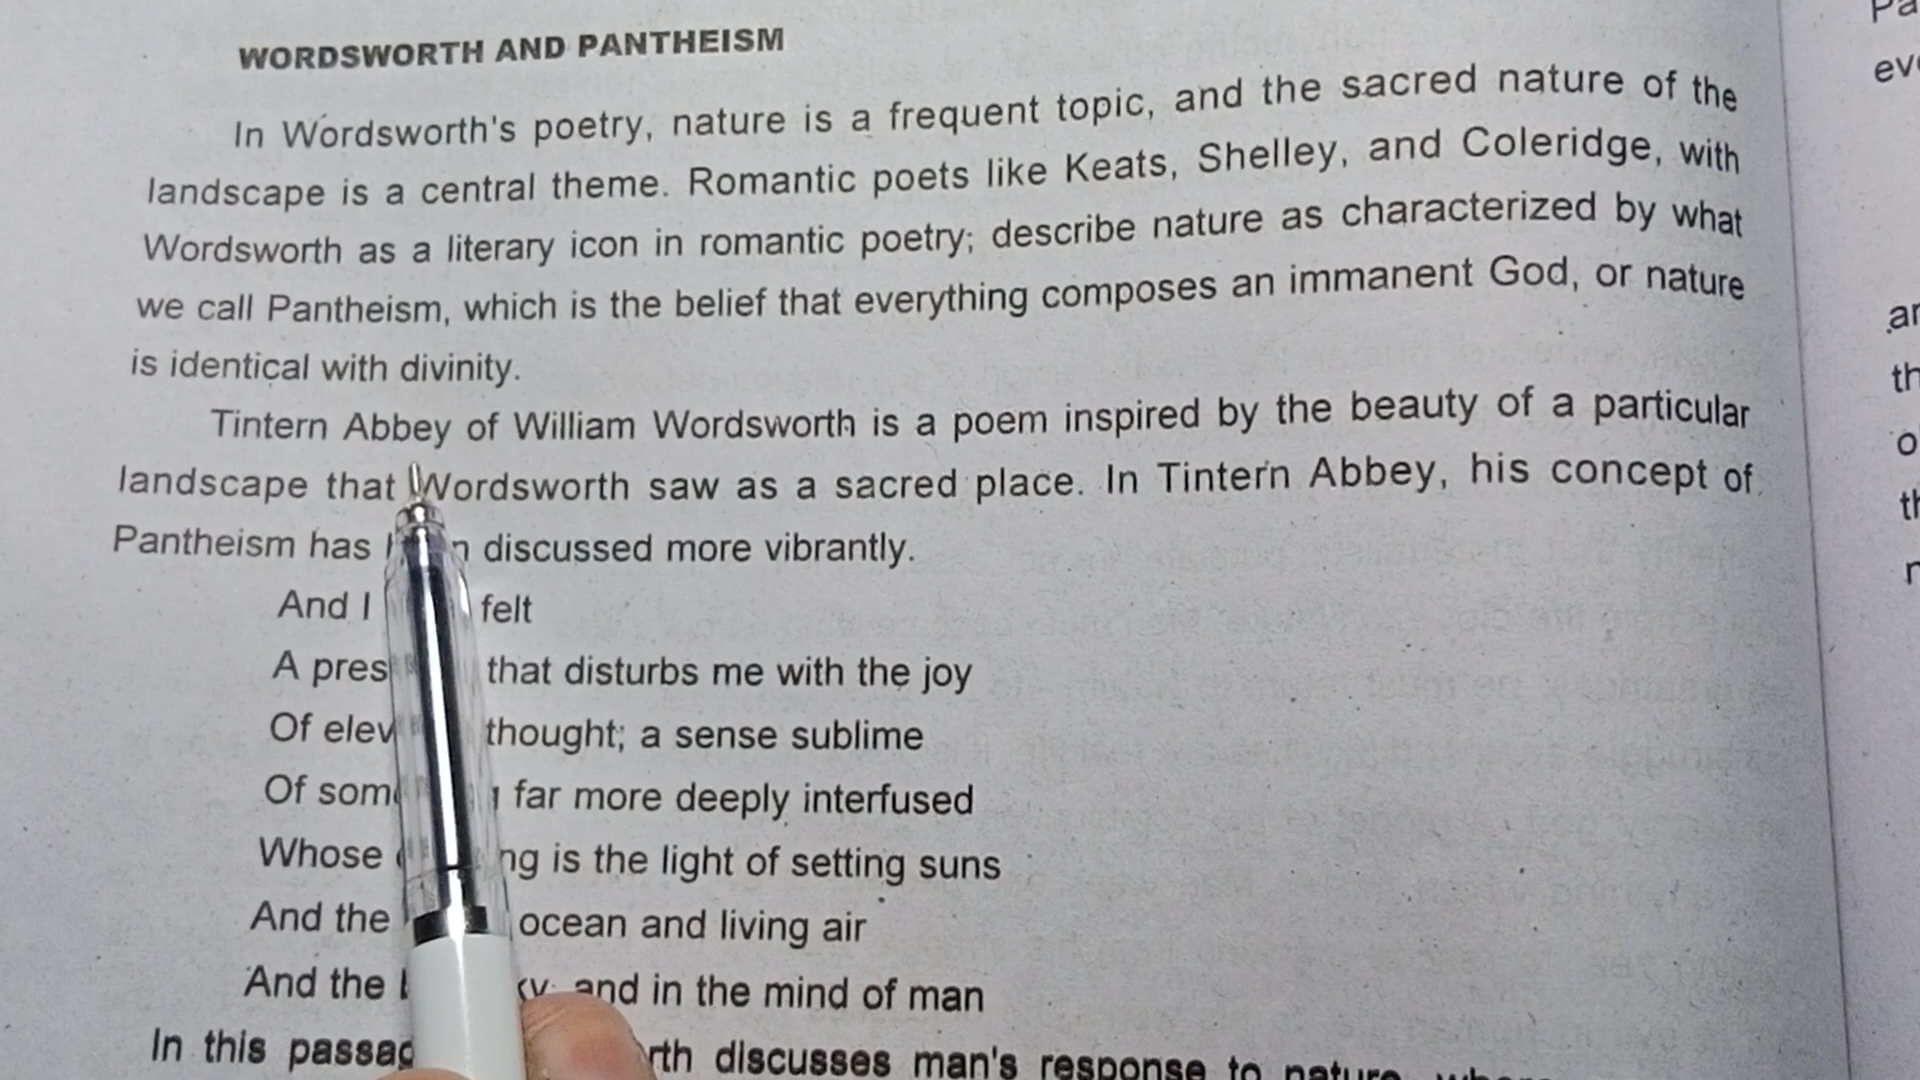 WORDSWORTH AND PANTHEISM
In Wordsworth's poetry, nature is a frequent topic, and the sacred nature of the
landscape is a central theme. Romantic poets like Keats, Shelley, and Coleridge, with
Wordsworth as a literary icon in romantic poetry; describe nature as characterized by what
we call Pantheism, which is the belief that everything composes an immanent God, or nature
is identical with divinity.
Tintern Abbey of William Wordsworth is a poem inspired by the beauty of a particular
landscape that Wordsworth saw as a sacred place. In Tintern Abbey, his concept of
Pantheism has discussed more vibrantly.
And I felt
A that disturbs me with the joy
Of thought; a sense sublime
Of far more deeply interfused
Whose is the light of setting suns
And the ocean and living air
And the and in the mind of man
In this discusses man's response to nature,